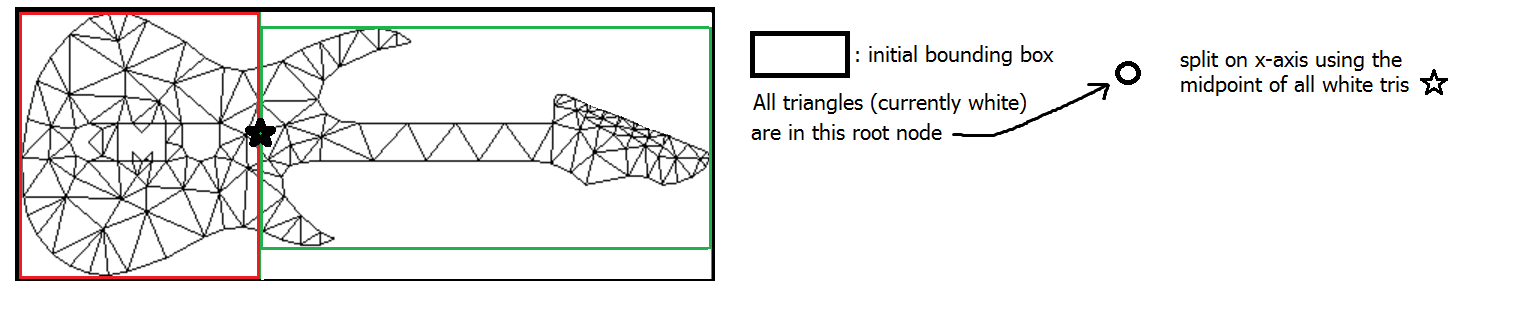 : initial bounding box
All triangles (currently white)
are in this root node
split on x-axis using the
midpoint of all white tris